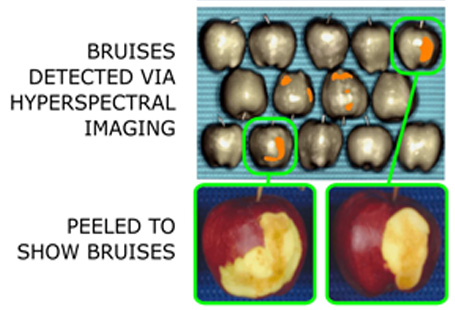 BRUISES
DETECTED VIA
HYPERSPECTRAL
IMAGING
PEELED TO
SHOW BRUISES